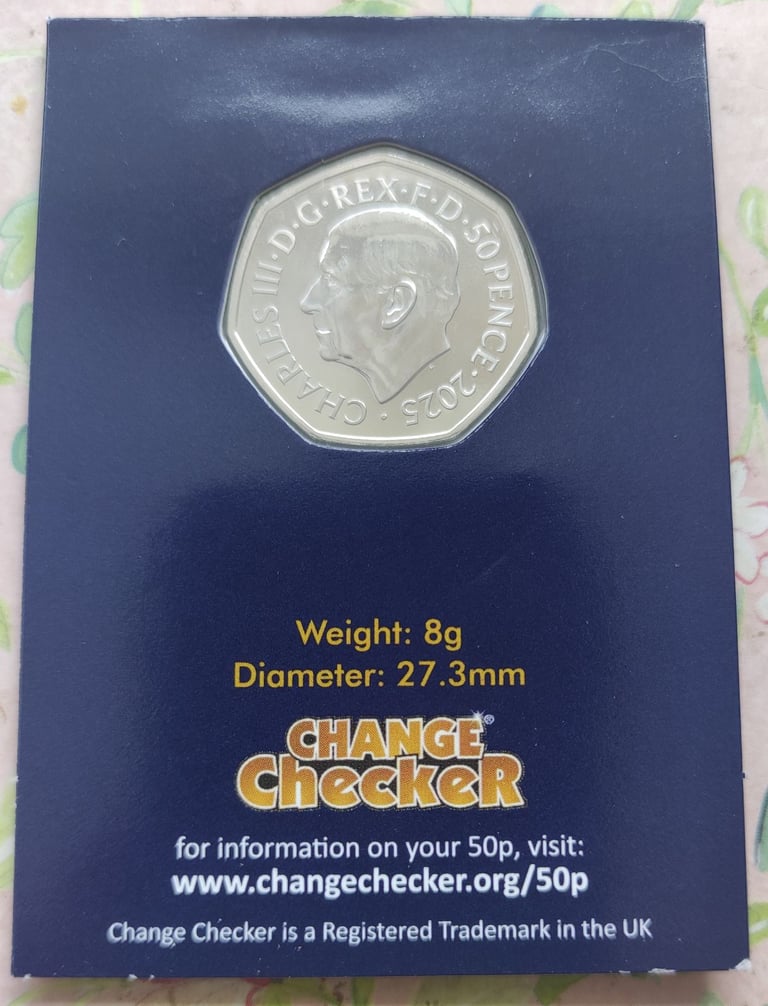 CHARLES III·D·G·REX·F·D·50 PENCE·2025·
Weight: 8g
Diameter: 27.3mm
CHANGE®
CheckeR
for information on your 50p, visit:
www.changechecker.org/50p
Change Checker is a Registered Trademark in the UK